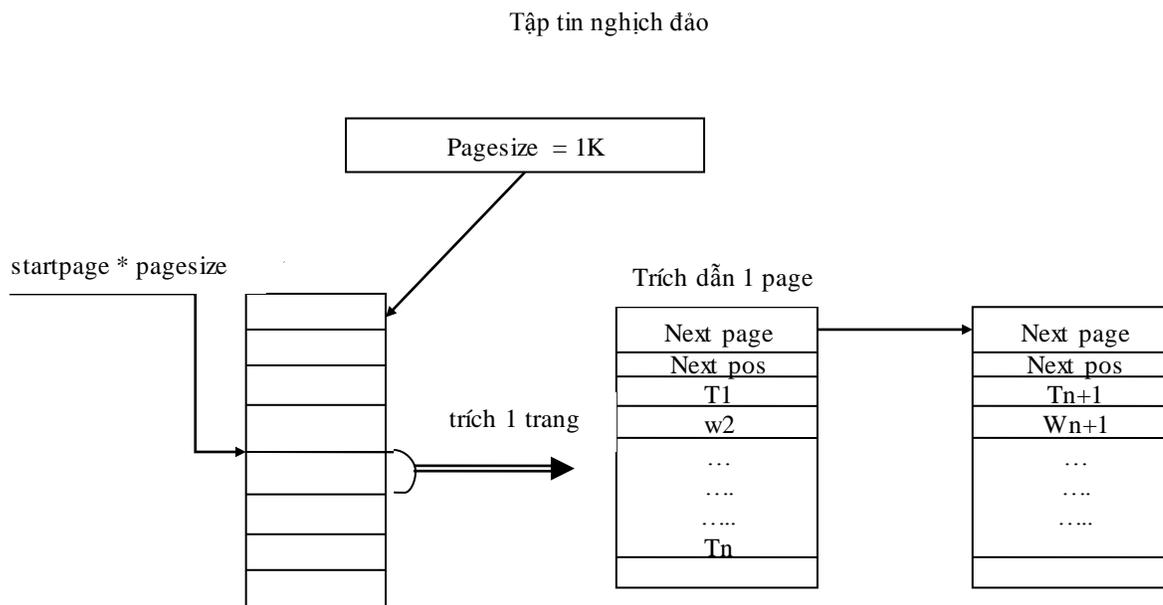 Tập tin nghịch đảo
Pagesize = 1K
startpage * pagesize
Trích dẫn 1 page
Next page
Next pos
T1
w2
…
….
…..
Tn
Next page
Next pos
Tn+1
Wn+1
…
….
…..
trích 1 trang